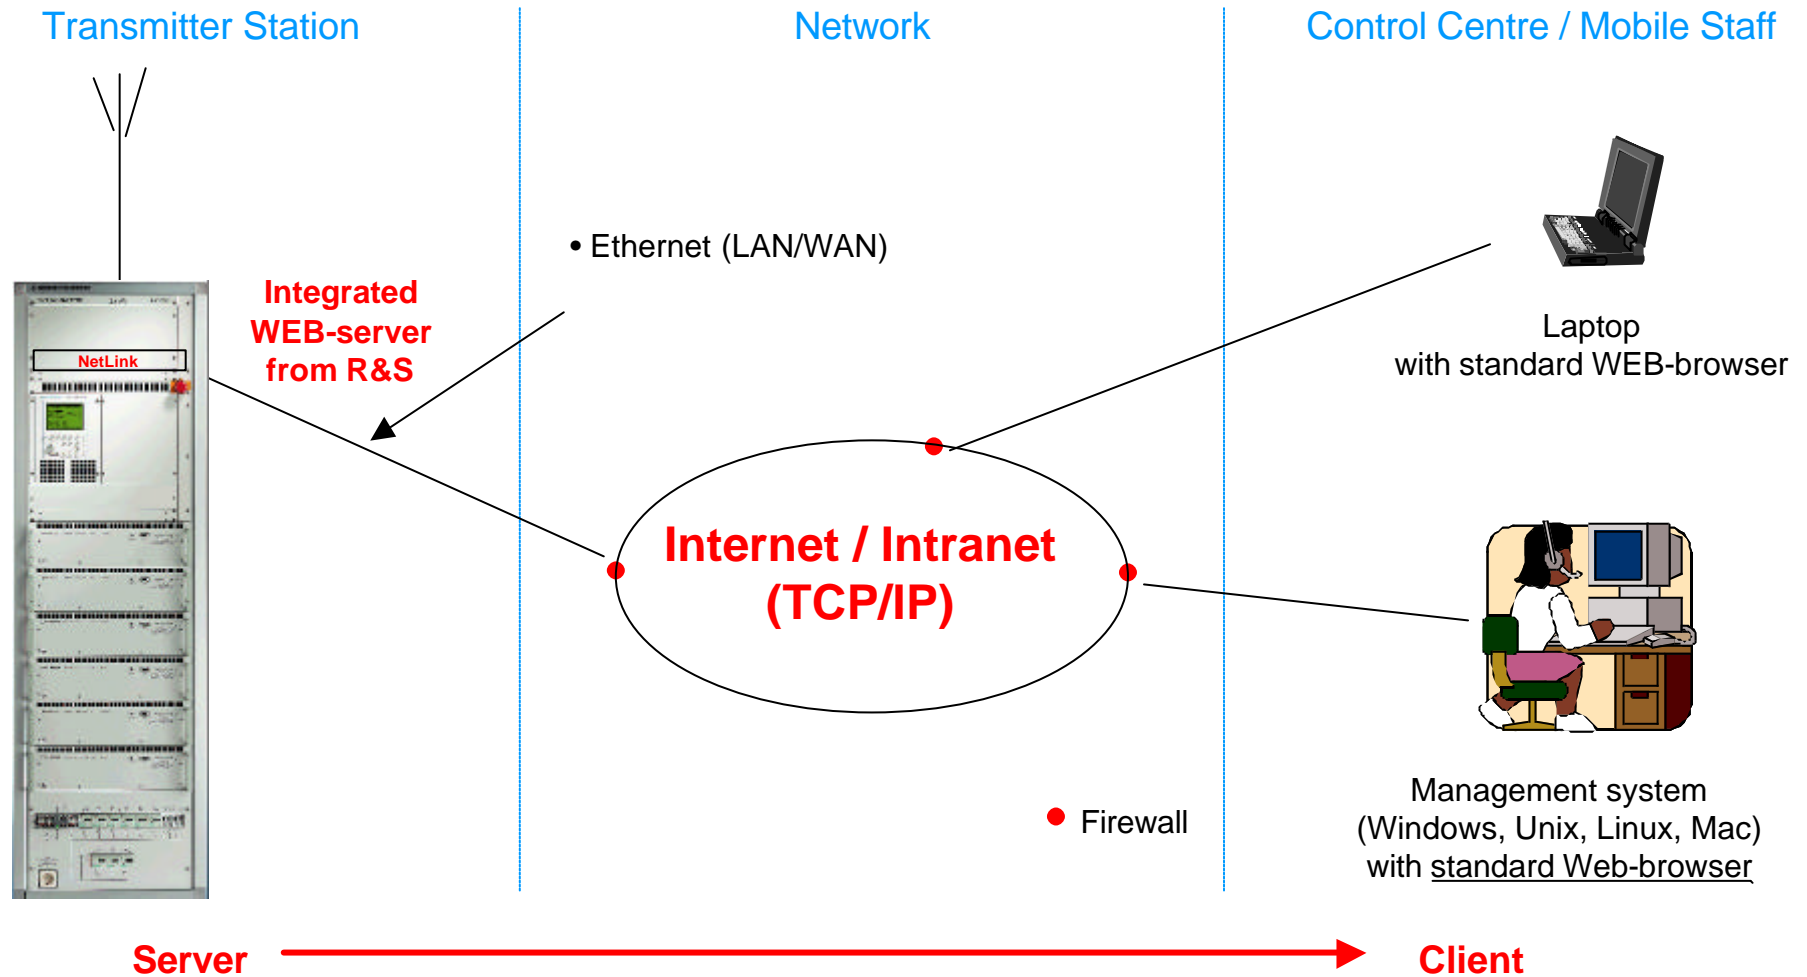 Transmitter Station
Network
Control Centre / Mobile Staff
• Ethernet (LAN/WAN)
Integrated
WEB-server
from R&S
NetLink
Laptop
with standard WEB-browser
Internet / Intranet
(TCP/IP)
Firewall
Management system
(Windows, Unix, Linux, Mac)
with standard Web-browser
Server
Client